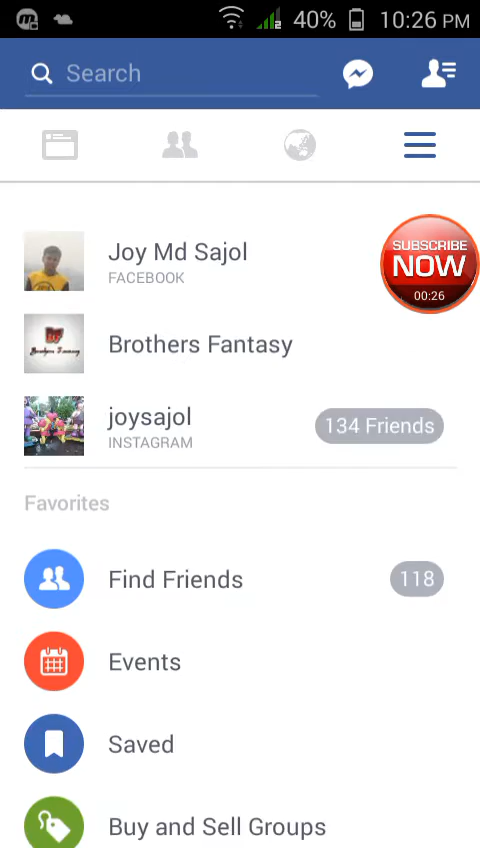 40% 10:26 PM
Search
Joy Md Sajol
FACEBOOK
SUBSCRIBE
NOW
00:26
Brothers Fantasy
joysajol
INSTAGRAM
134 Friends
Favorites
Find Friends
118
Events
Saved
Buy and Sell Groups